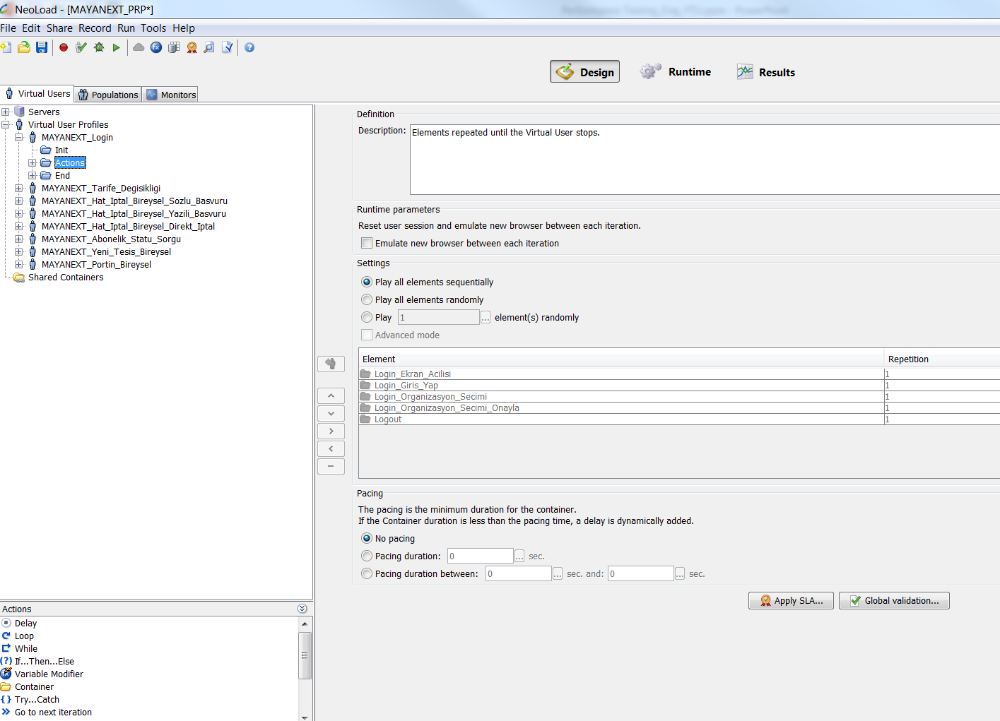 NeoLoad - [MAYANEXT_PRP*]
File Edit Share Record Run Tools Help
Design Runtime Results
Virtual Users Populations Monitors
Servers
Virtual User Profiles
MAYANEXT_Login
Init
Actions
End
MAYANEXT_Tarife_Degisikligi
MAYANEXT_Hat_Iptal_Bireysel_Sozlu_Basvuru
MAYANEXT_Hat_Iptal_Bireysel_Yazili_Basvuru
MAYANEXT_Hat_Iptal_Bireysel_Direkt_Iptal
MAYANEXT_Abonelik_Statu_Sorgu
MAYANEXT_Yeni_Tesis_Bireysel
MAYANEXT_Portin_Bireysel
Shared Containers
Actions
Delay
Loop
While
If...Then...Else
Variable Modifier
Container
Try...Catch
Go to next iteration
Definition
Description: Elements repeated until the Virtual User stops.
Runtime parameters
Reset user session and emulate new browser between each iteration.
Emulate new browser between each iteration
Settings
Play all elements sequentially
Play all elements randomly
Play 1 ... element(s) randomly
Advanced mode
Element Repetition
Login_Ekran_Acilisi 1
Login_Giris_Yap 1
Login_Organizasyon_Secimi 1
Login_Organizasyon_Secimi_Onayla 1
Logout 1
Pacing
The pacing is the minimum duration for the container.
If the Container duration is less than the pacing time, a delay is dynamically added.
No pacing
Pacing duration: 0 ... sec.
Pacing duration between: 0 ... sec. and: 0 ... sec.
Apply SLA... Global validation...